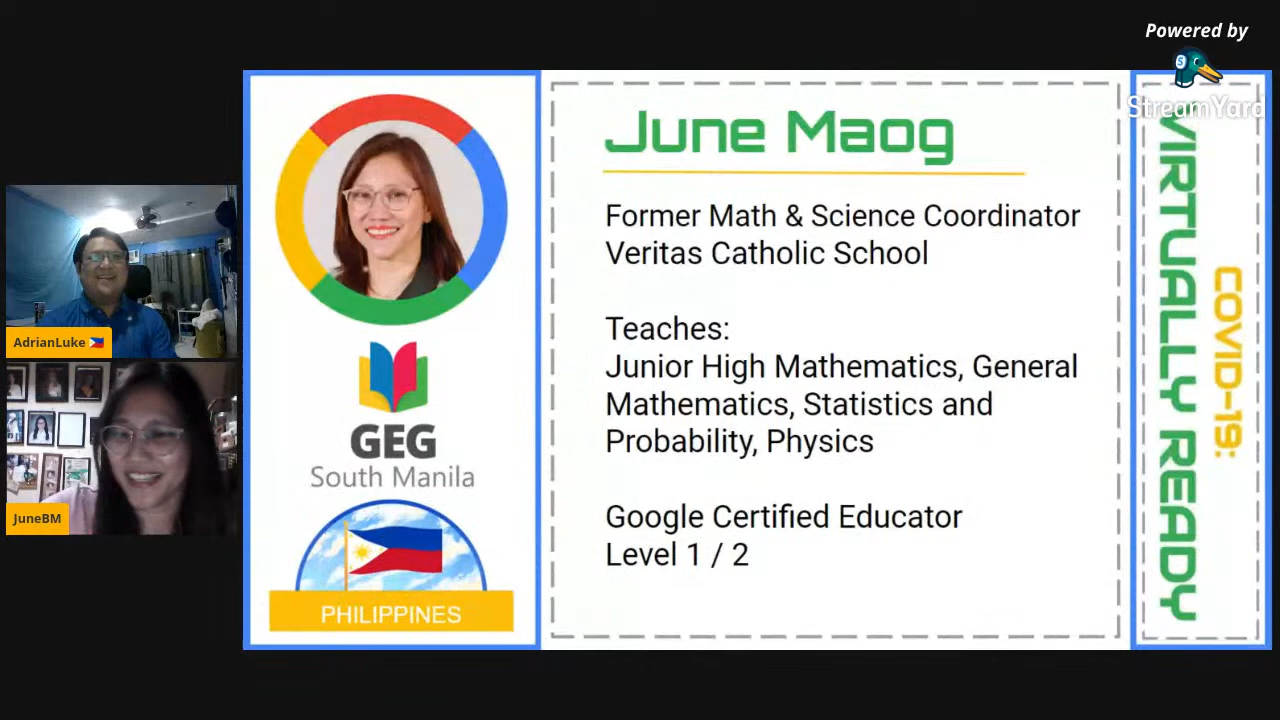 Powered by
StreamYard
June Maog
Former Math & Science Coordinator
Veritas Catholic School
Teaches:
Junior High Mathematics, General
Mathematics, Statistics and
Probability, Physics
Google Certified Educator
Level 1 / 2
GEG
South Manila
PHILIPPINES
COVID-19:
VIRTUALLY READY
AdrianLuke 🇵🇭
JuneBM